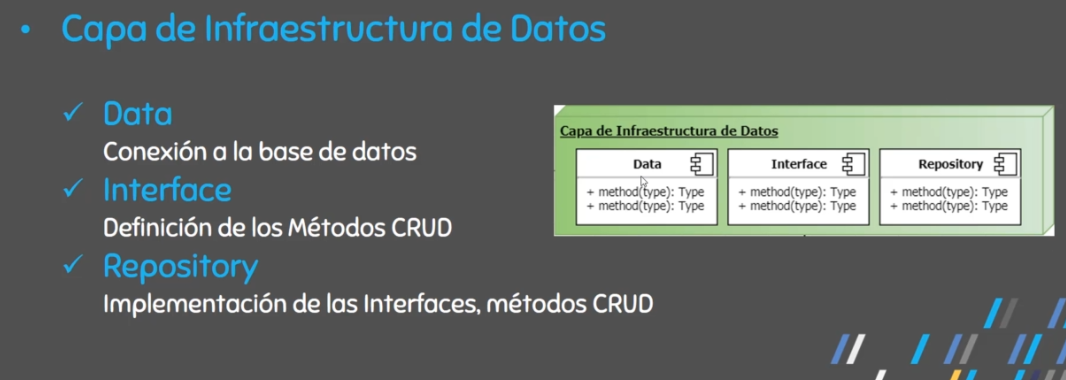 • Capa de Infraestructura de Datos
✓ Data
Conexión a la base de datos
✓ Interface
Definición de los Métodos CRUD
✓ Repository
Implementación de las Interfaces, métodos CRUD
Capa de Infraestructura de Datos
Data
+ method(type): Type
+ method(type): Type
Interface
+ method(type): Type
+ method(type): Type
Repository
+ method(type): Type
+ method(type): Type